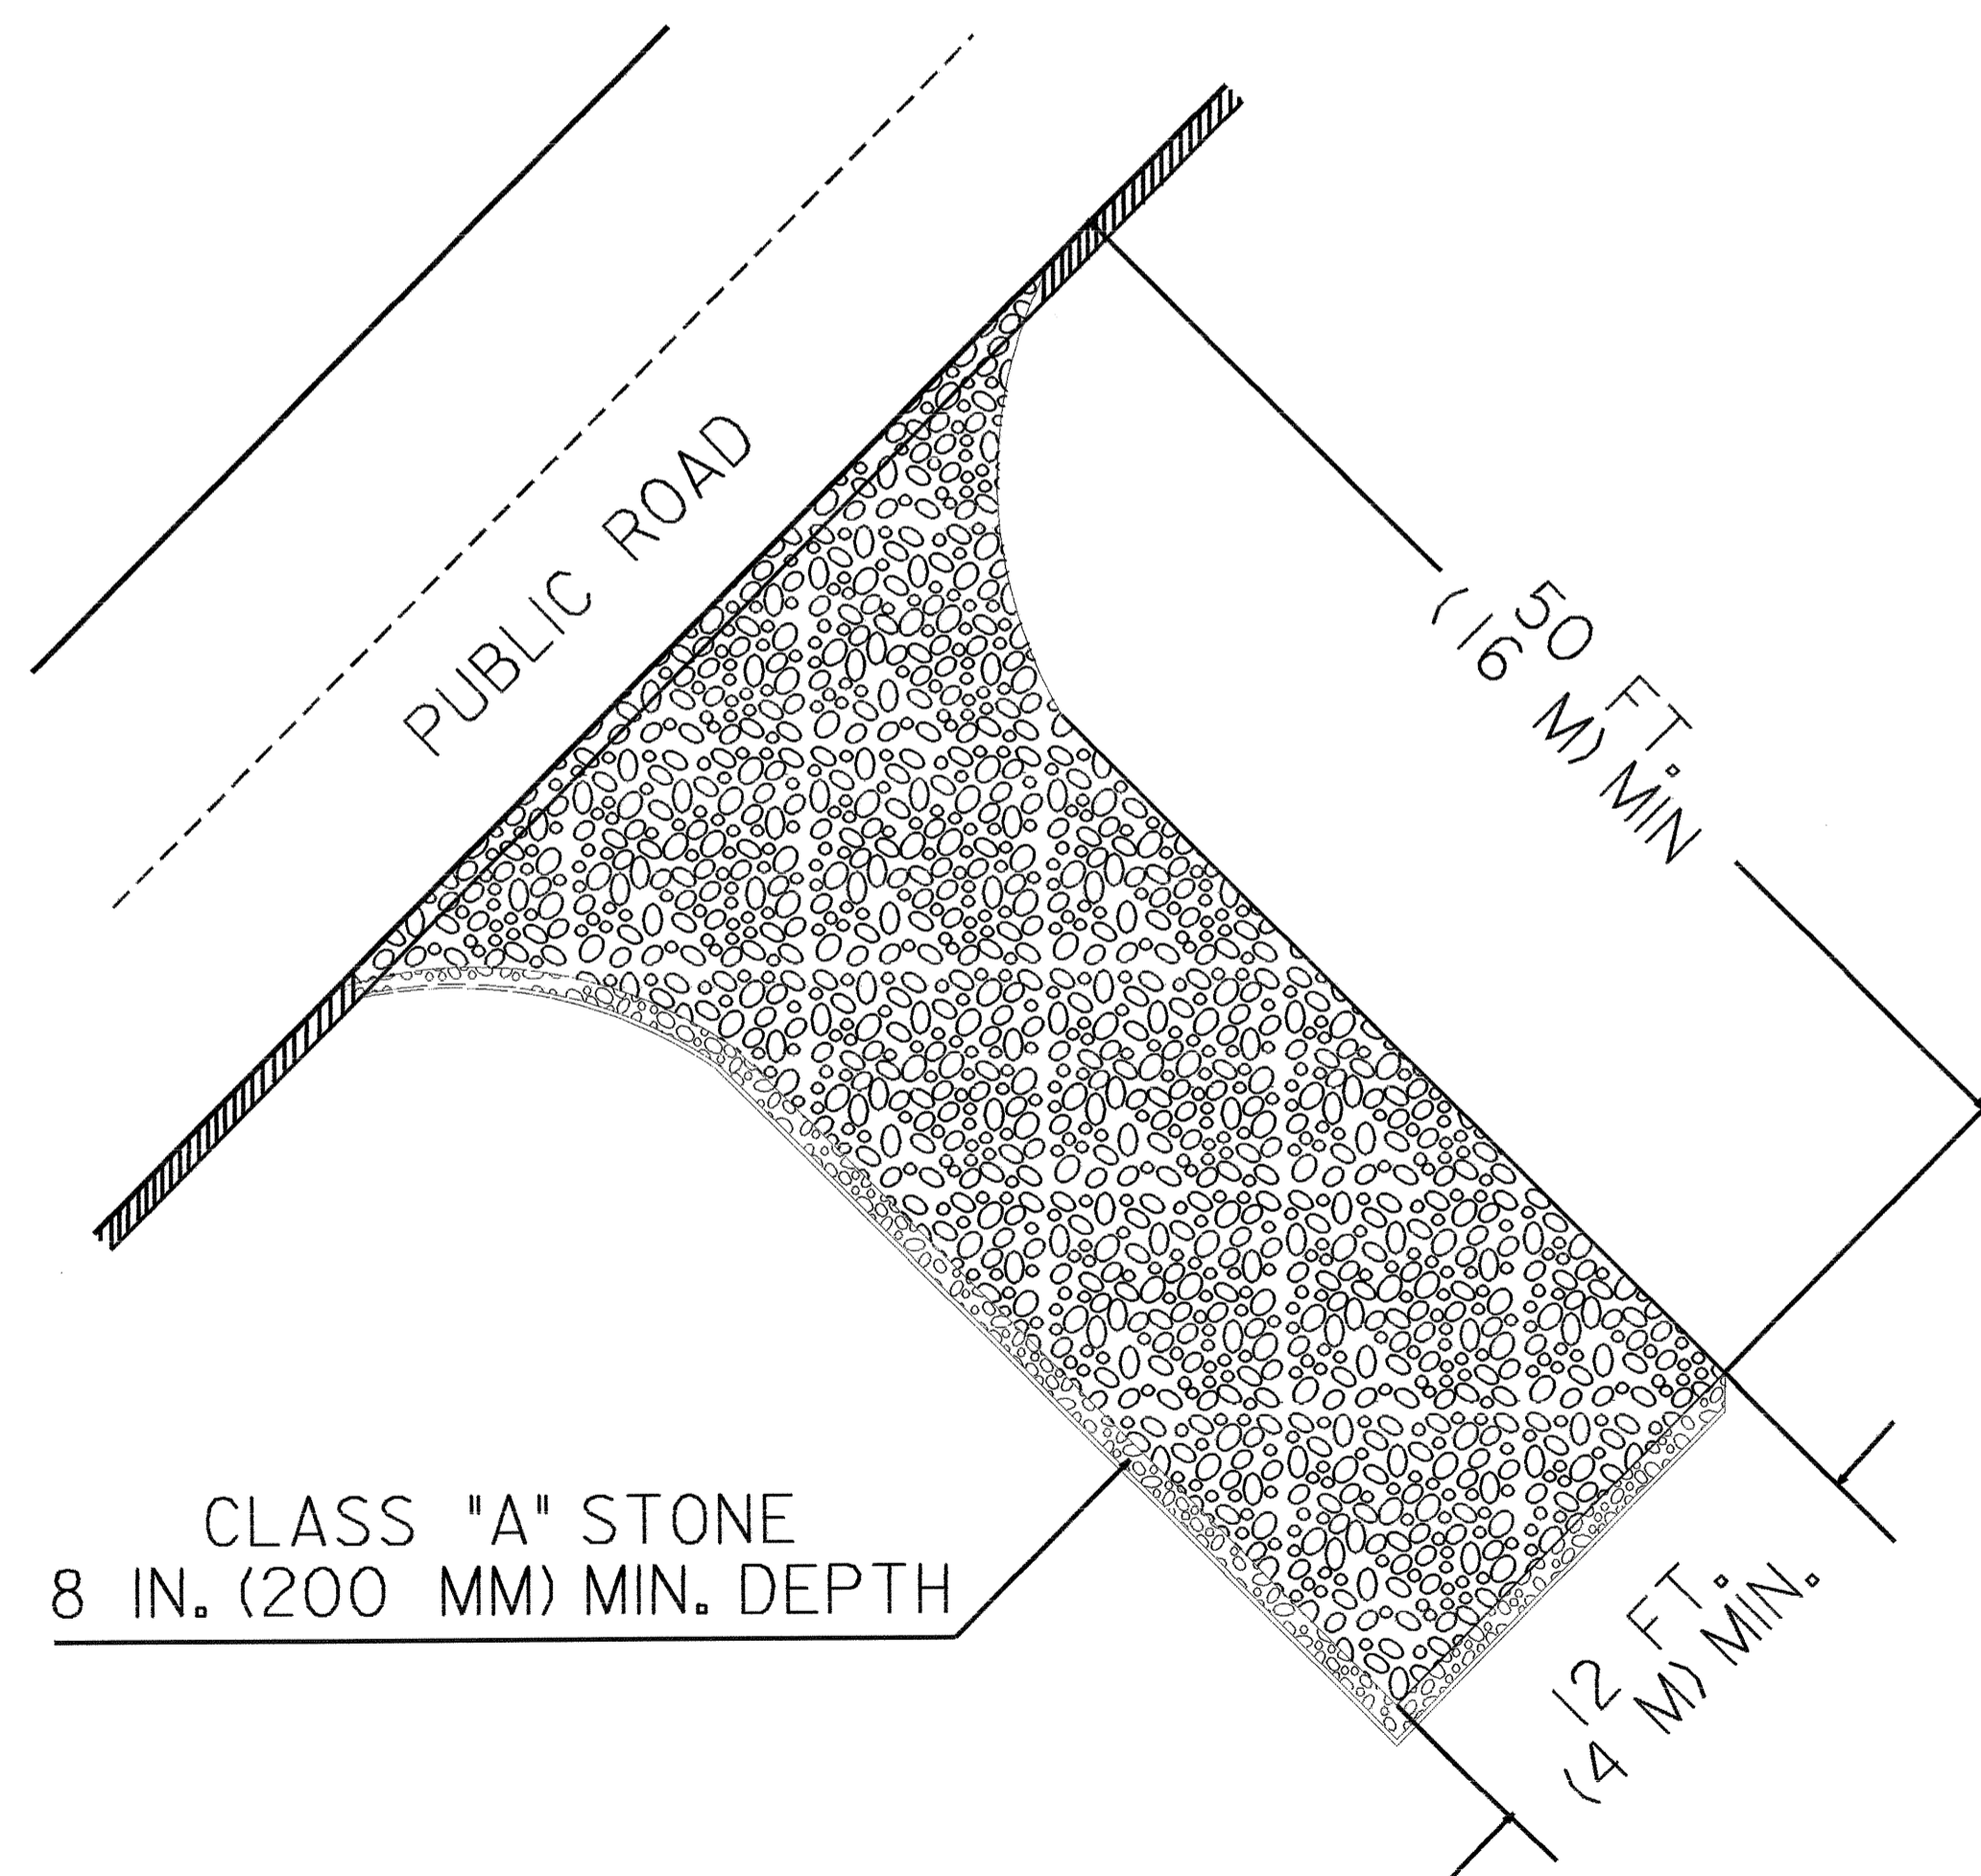 PUBLIC ROAD
50 FT.
(16 M) MIN
CLASS "A" STONE
8 IN. (200 MM) MIN. DEPTH
12 FT.
(4 M) MIN.